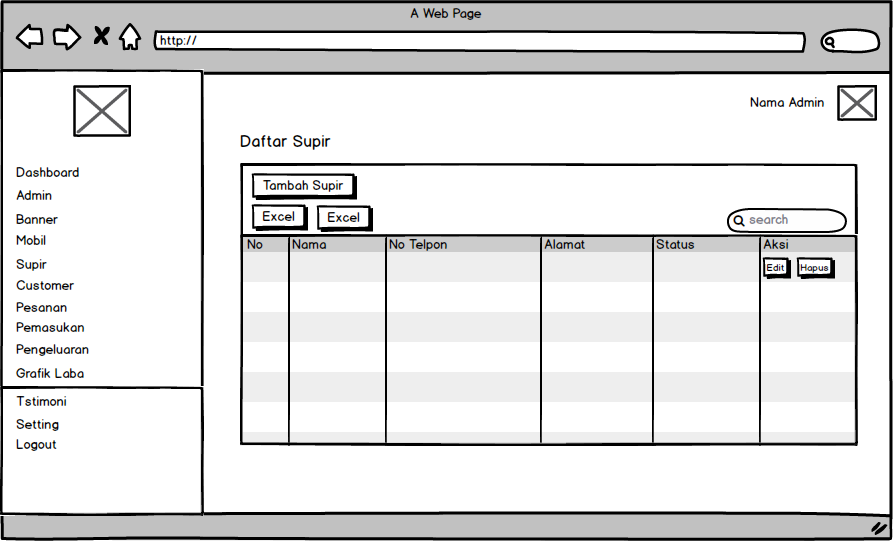 A Web Page
http://
Nama Admin
Dashboard
Admin
Banner
Mobil
Supir
Customer
Pesanan
Pemasukan
Pengeluaran
Grafik Laba
Tstimoni
Setting
Logout
Daftar Supir
Tambah Supir
Excel Excel search
No Nama No Telpon Alamat Status Aksi
Edit Hapus